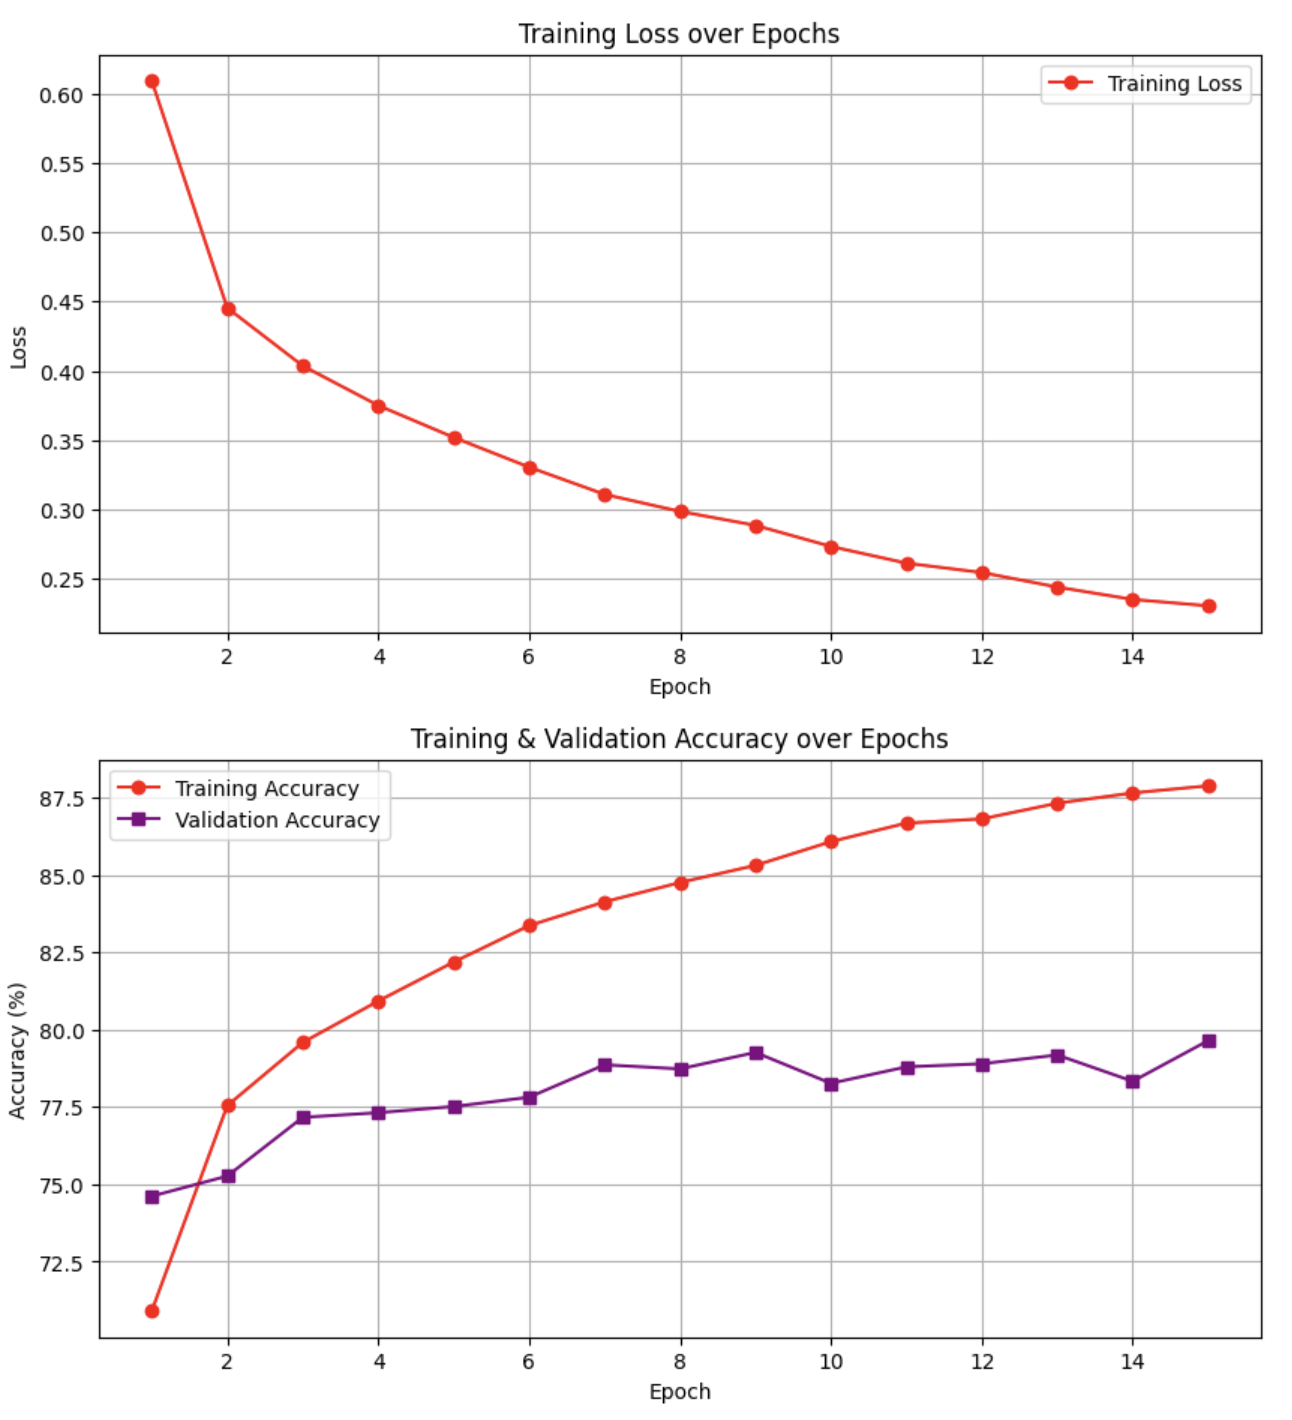 Training Loss over Epochs
Training Loss
0.60
0.55
0.50
0.45
0.40
0.35
0.30
0.25
Loss
2 4 6 8 10 12 14
Epoch
Training & Validation Accuracy over Epochs
Training Accuracy
Validation Accuracy
87.5
85.0
82.5
80.0
77.5
75.0
72.5
Accuracy (%)
2 4 6 8 10 12 14
Epoch